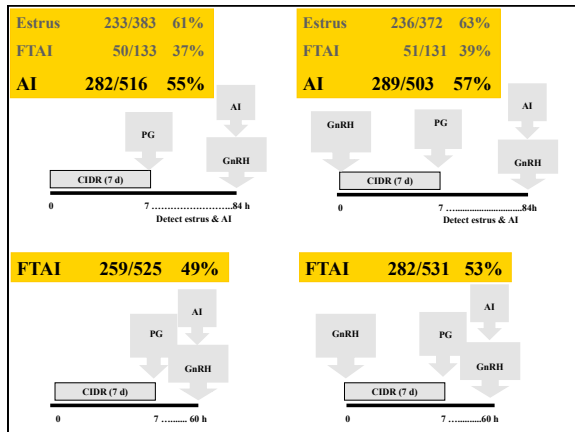 Estrus 233/383 63%
FTAI 50/133 37%
AI 282/516 55%
AI
PG
GnRH
CIDR (7 d)
0 7 ……………………..84 h
Detect estrus & AI
Estrus 236/372 63%
FTAI 51/131 39%
AI 289/503 57%
AI
GnRH
PG
GnRH
CIDR (7 d)
0 7 ...............................84h
Detect estrus & AI
FTAI 259/525 49%
AI
PG
GnRH
CIDR (7 d)
0 7 …........ 60 h
FTAI 282/531 53%
AI
GnRH
PG
GnRH
CIDR (7 d)
0 7 …........60 h